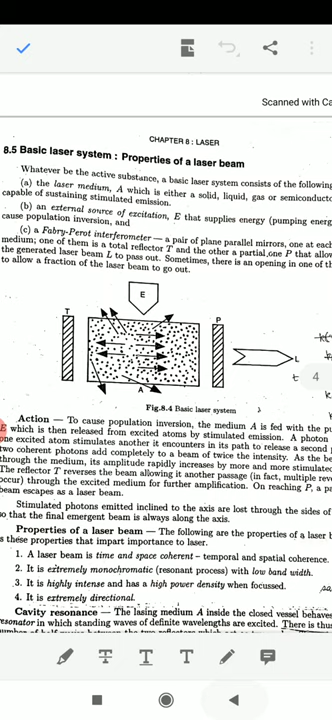 Scanned with Ca
CHAPTER 8 : LASER
8.5 Basic laser system : Properties of a laser beam
Whatever be the active substance, a basic laser system consists of the following
(a) the laser medium, A which is either a solid, liquid, gas or semiconducto
capable of sustaining stimulated emission.
(b) an external source of excitation, E that supplies energy (pumping energ
cause population inversion, and
(c) a Fabry-Perot interferometer — a pair of plane parallel mirrors, one at eac
medium; one of them is a total reflector T and the other a partial one P that allow
the generated laser beam L to pass out. Sometimes, there is an opening in one of th
to allow a fraction of the laser beam to go out.
E
T
P
L
A
4
Fig.8.4 Basic laser system
Action — To cause population inversion, the medium A is fed with the pu
E which is then released from excited atoms by stimulated emission. A photon
one excited atom stimulates another it encounters in its path to release a second
two coherent photons add completely to a beam of twice the intensity. As the be
through the medium, its amplitude rapidly increases by more and more stimulate
The reflector T reverses the beam allowing it another passage (in fact, multiple rev
occur) through the excited medium for further amplification. On reaching P, a pa
beam escapes as a laser beam.
Stimulated photons emitted inclined to the axis are lost through the sides of
so that the final emergent beam is always along the axis.
Properties of a laser beam — The following are the properties of a laser b
s these properties that impart importance to laser.
1. A laser beam is time and space coherent – temporal and spatial coherence.
2. It is extremely monochromatic (resonant process) with low band width.
3. It is highly intense and has a high power density when focussed.
4. It is extremely directional.
Cavity resonance — The lasing medium A inside the closed vessel behaves
resonator in which standing waves of definite wavelengths are excited. There is thus
T T T